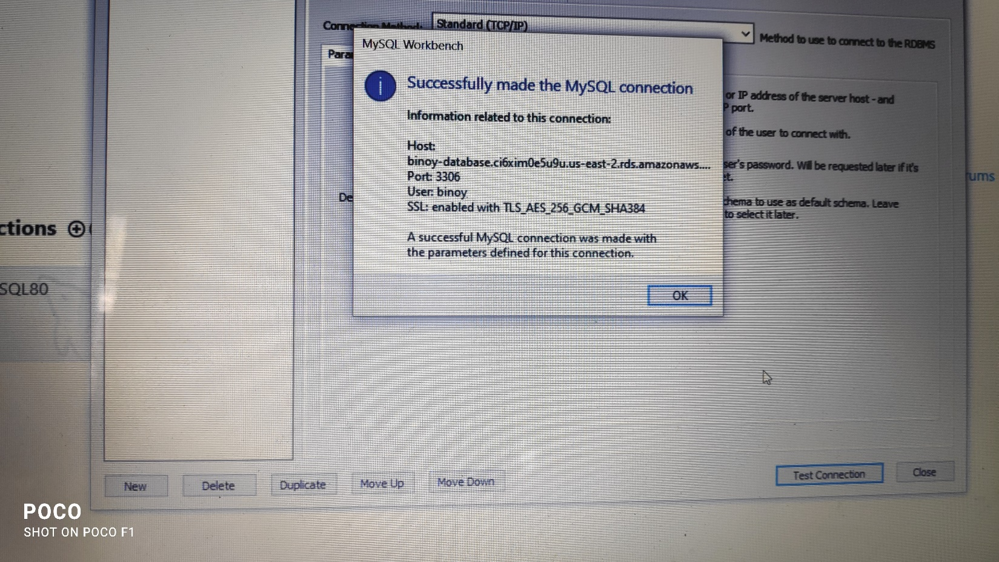 Standard (TCP/IP)
Connection Method:
Method to use to connect to the RDBMS
MySQL Workbench
Para
Successfully made the MySQL connection
or IP address of the server host - and
P port.
Information related to this connection:
of the user to connect with.
Host:
binoy-database.ci6xim0e5u9u.us-east-2.rds.amazonaws....
ser's password. Will be requested later if it's
et.
Port: 3306
rums
User: binoy
De
SSL: enabled with TLS_AES_256_GCM_SHA384
chema to use as default schema. Leave
to select it later.
ctions
A successful MySQL connection was made with
the parameters defined for this connection.
SQL80
OK
New
Delete
Duplicate
Move Up
Move Down
Test Connection
Close
POCO
SHOT ON POCO F1